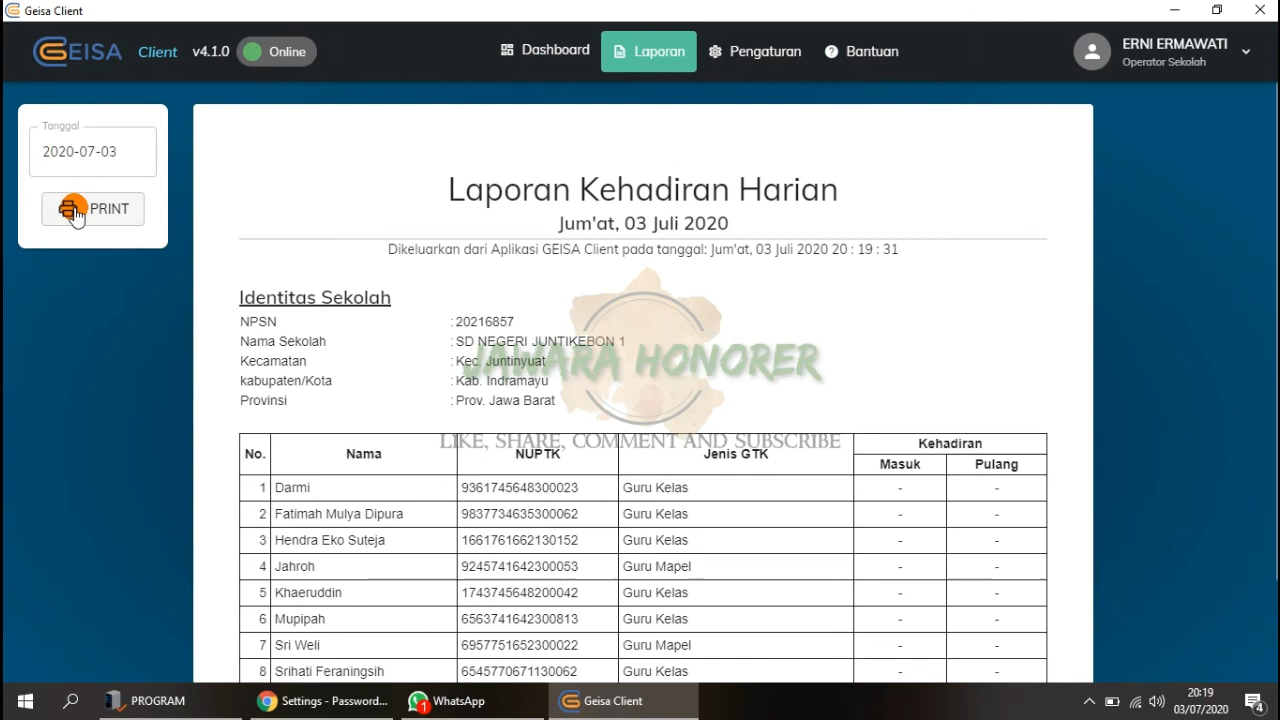 Geisa Client
GEISA Client v4.1.0 Online
Dashboard Laporan Pengaturan Bantuan
ERNI ERMAWATI
Operator Sekolah
Tanggal
2020-07-03
PRINT
Laporan Kehadiran Harian
Jum'at, 03 Juli 2020
Dikeluarkan dari Aplikasi GEISA Client pada tanggal: Jum'at, 03 Juli 2020 20 : 19 : 31
Identitas Sekolah
NPSN : 20216857
Nama Sekolah : SD NEGERI JUNTIKEBON 1
Kecamatan : Kec. Juntinyuat
kabupaten/Kota : Kab. Indramayu
Provinsi : Prov. Jawa Barat
JAWARA HONORER
LIKE, SHARE, COMMENT AND SUBSCRIBE
No. Nama NUPTK Jenis GTK Kehadiran
Masuk Pulang
1 Darmi 9361745648300023 Guru Kelas - -
2 Fatimah Mulya Dipura 9837734635300062 Guru Kelas - -
3 Hendra Eko Suteja 1661761662130152 Guru Kelas - -
4 Jahroh 9245741642300053 Guru Mapel - -
5 Khaeruddin 1743745648200042 Guru Kelas - -
6 Mupipah 6563741642300813 Guru Kelas - -
7 Sri Weli 6957751652300022 Guru Mapel - -
8 Srihati Feraningsih 6545770671130062 Guru Kelas - -
PROGRAM
Settings - Password...
1 WhatsApp
Geisa Client
20:19
03/07/2020
4